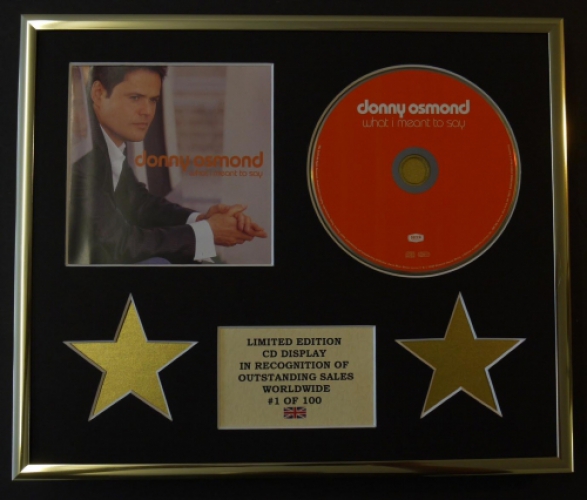 donny osmond
what i meant to say
donny osmond
what i meant to say
LIMITED EDITION
CD DISPLAY
IN RECOGNITION OF
OUTSTANDING SALES
WORLDWIDE
#1 OF 100